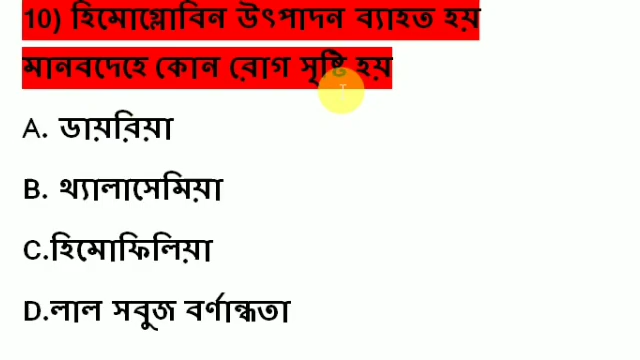 10) হিমোগ্লোবিন উৎপাদন ব্যাহত হয়
মানবদেহে কোন রোগ সৃষ্টি হয়
A. ডায়রিয়া
B. থ্যালাসেমিয়া
C.হিমোফিলিয়া
D.লাল সবুজ বর্ণান্ধতা